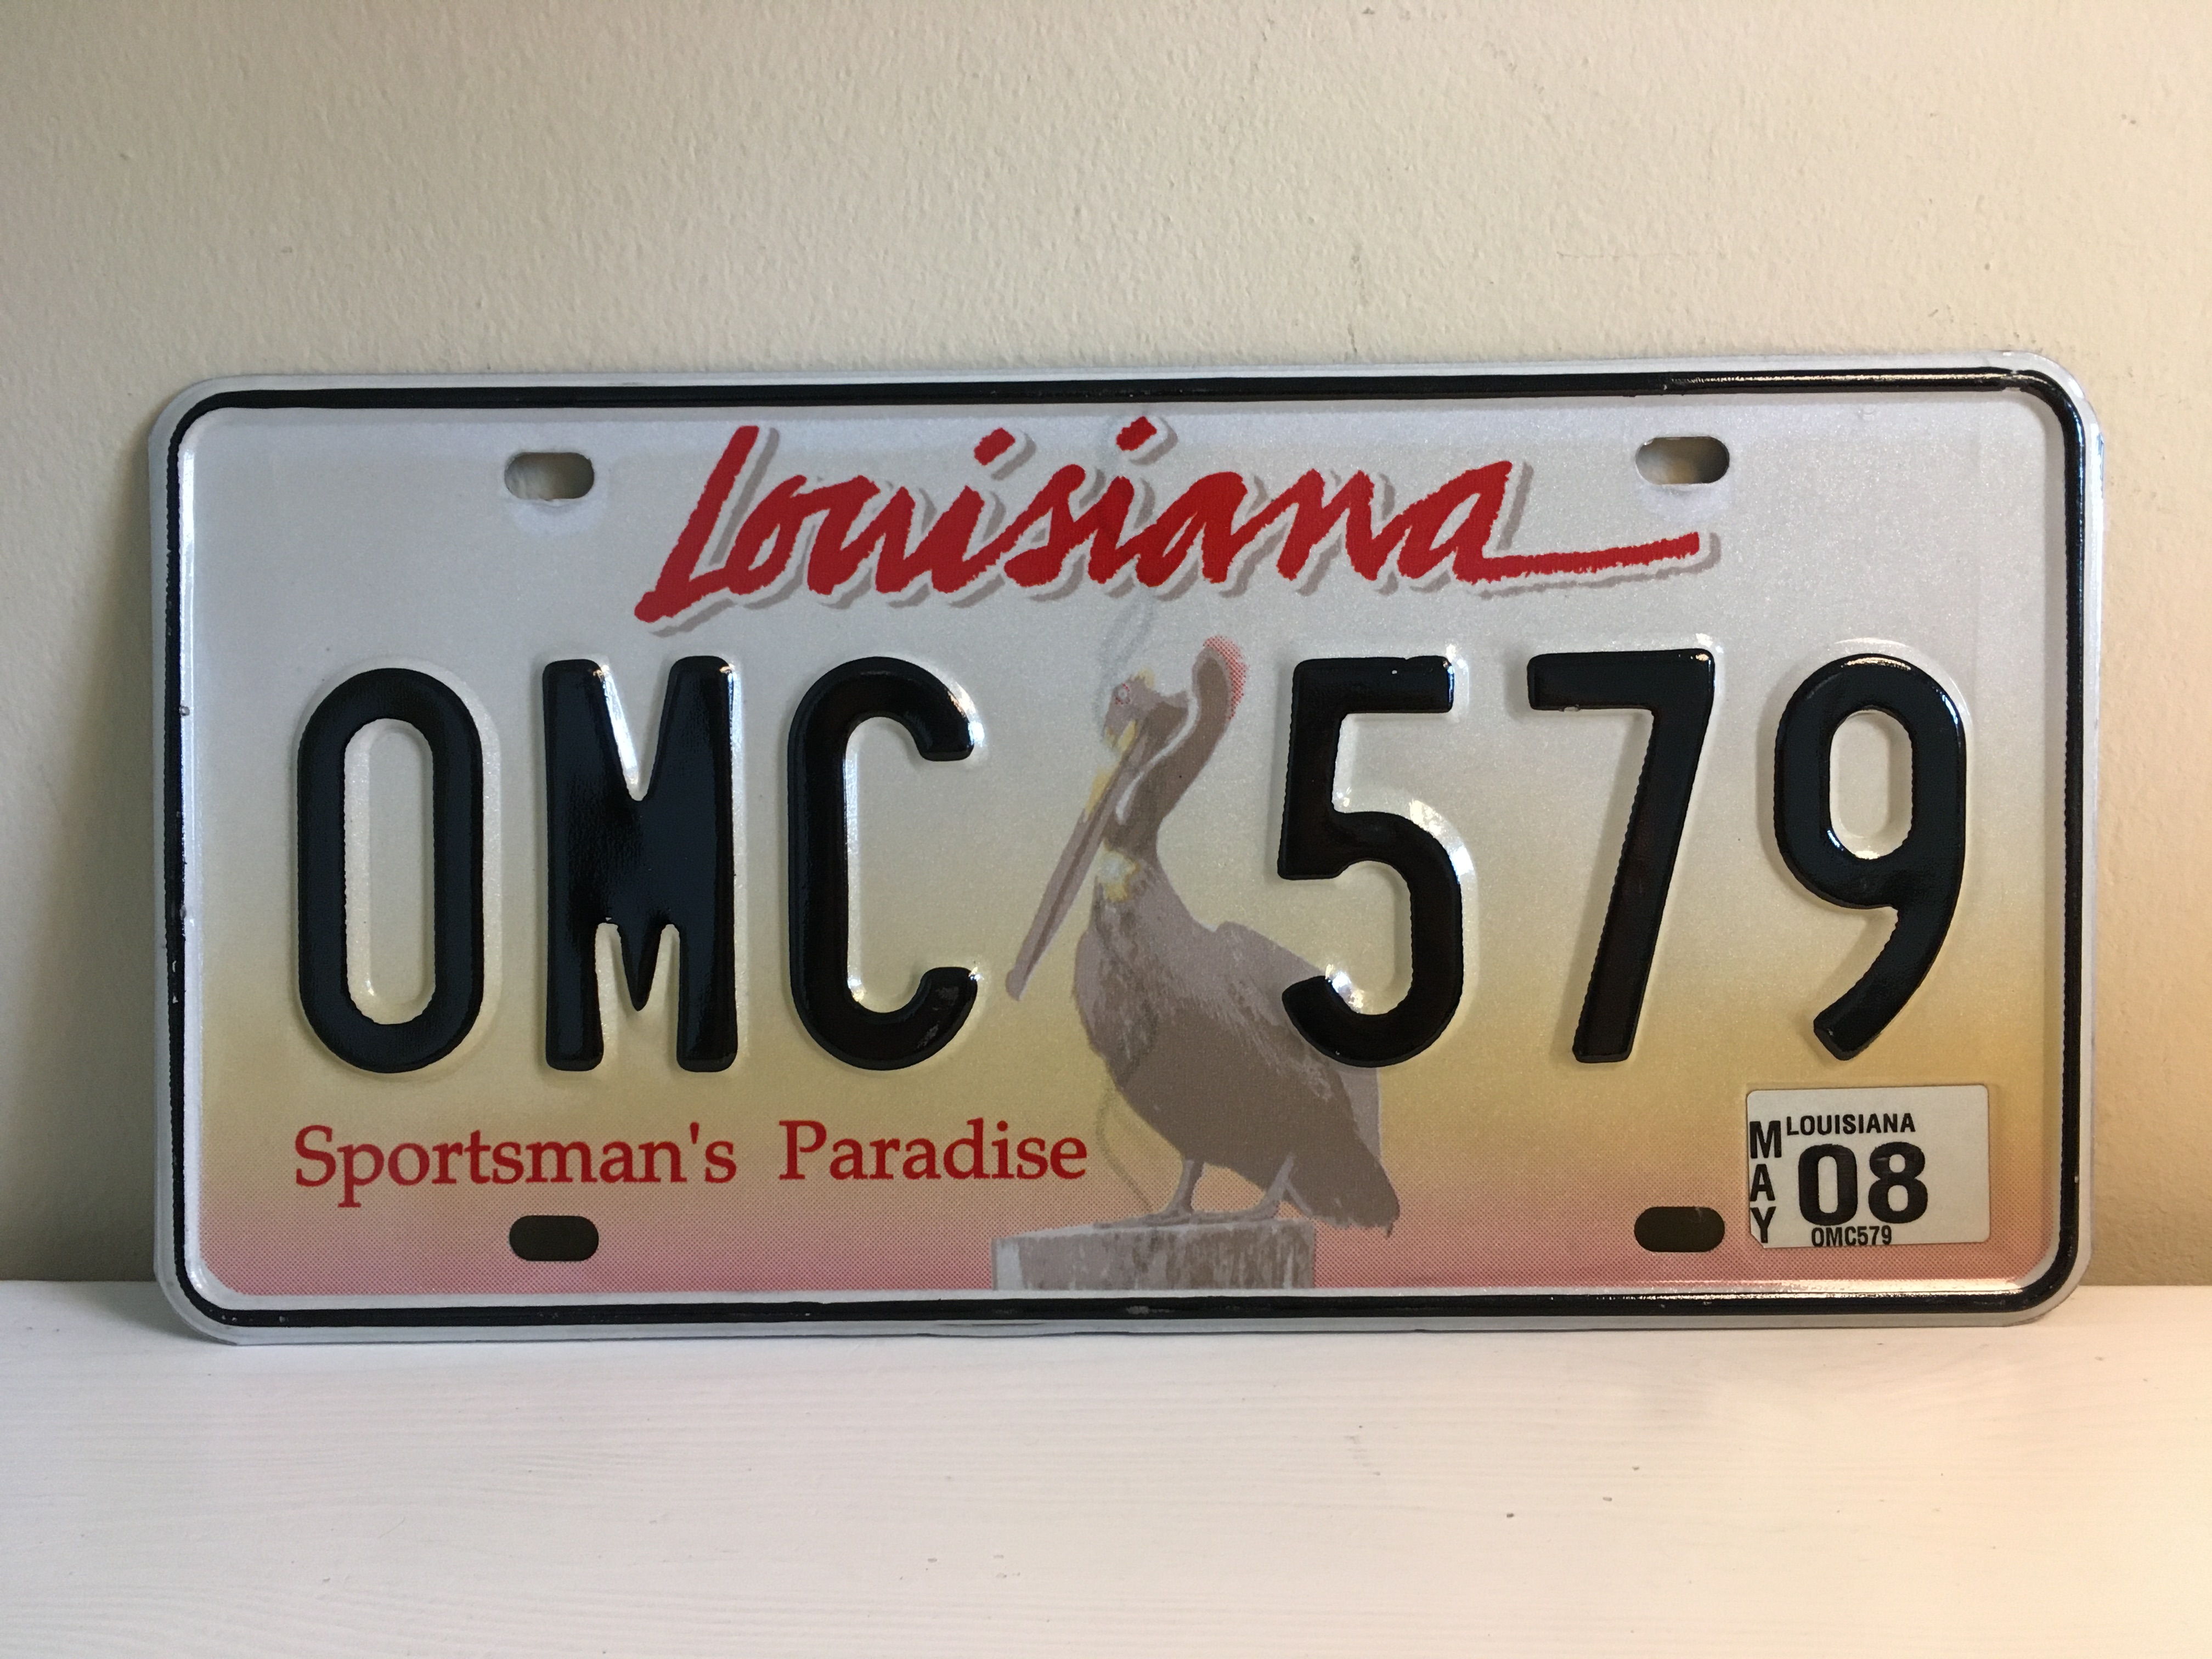 Louisiana
OMC 579
Sportsman's Paradise
MAY
LOUISIANA
08
OMC579